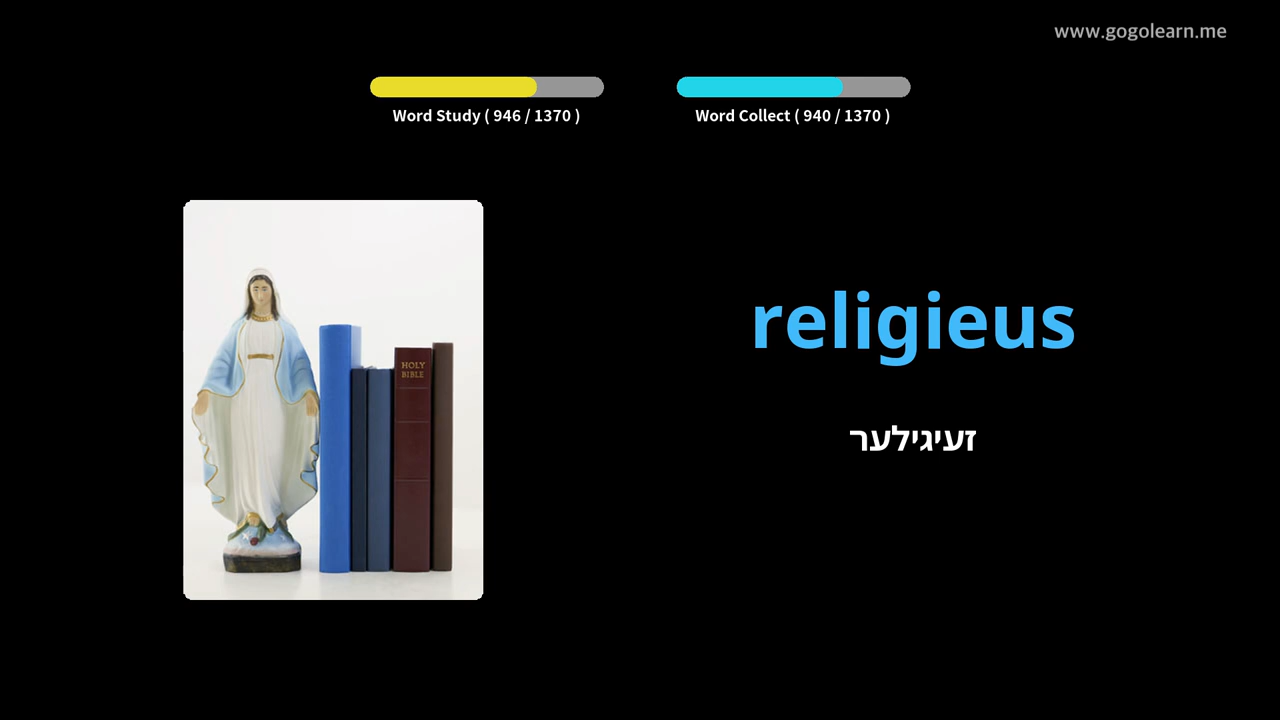 www.gogolearn.me
Word Study ( 946 / 1370 )
Word Collect ( 940 / 1370 )
HOLY
BIBLE
religieus
זעיגילער